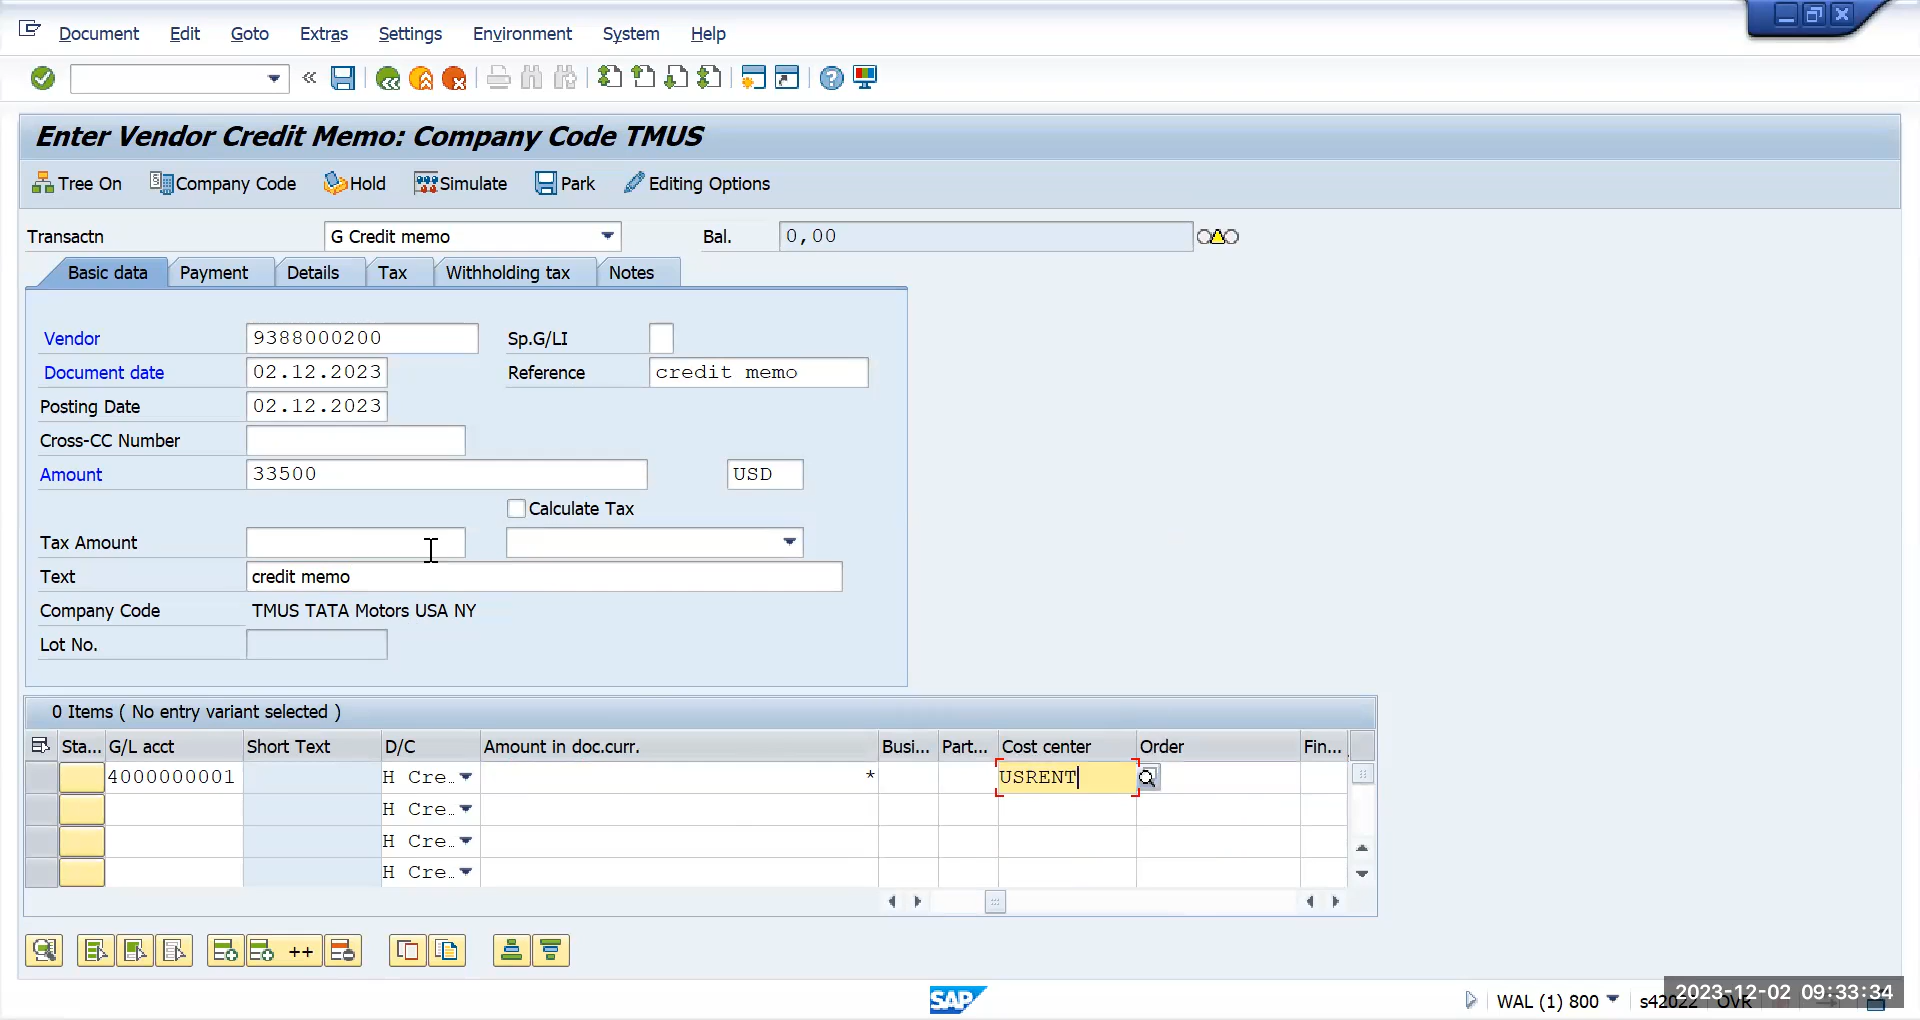 Document Edit Goto Extras Settings Environment System Help
Enter Vendor Credit Memo: Company Code TMUS
Tree On Company Code Hold Simulate Park Editing Options
Transactn G Credit memo Bal. 0,00
Basic data Payment Details Tax Withholding tax Notes
Vendor 9388000200 Sp.G/LI
Document date 02.12.2023 Reference credit memo
Posting Date 02.12.2023
Cross-CC Number
Amount 33500 USD
Calculate Tax
Tax Amount
Text credit memo
Company Code TMUS TATA Motors USA NY
Lot No.
0 Items ( No entry variant selected )
Sta... G/L acct Short Text D/C Amount in doc.curr. Busi... Part... Cost center Order Fin...
4000000001 H Cre… * USRENT
H Cre…
H Cre…
H Cre…
SAP WAL (1) 800 s42022 OVR
2023-12-02 09:33:34